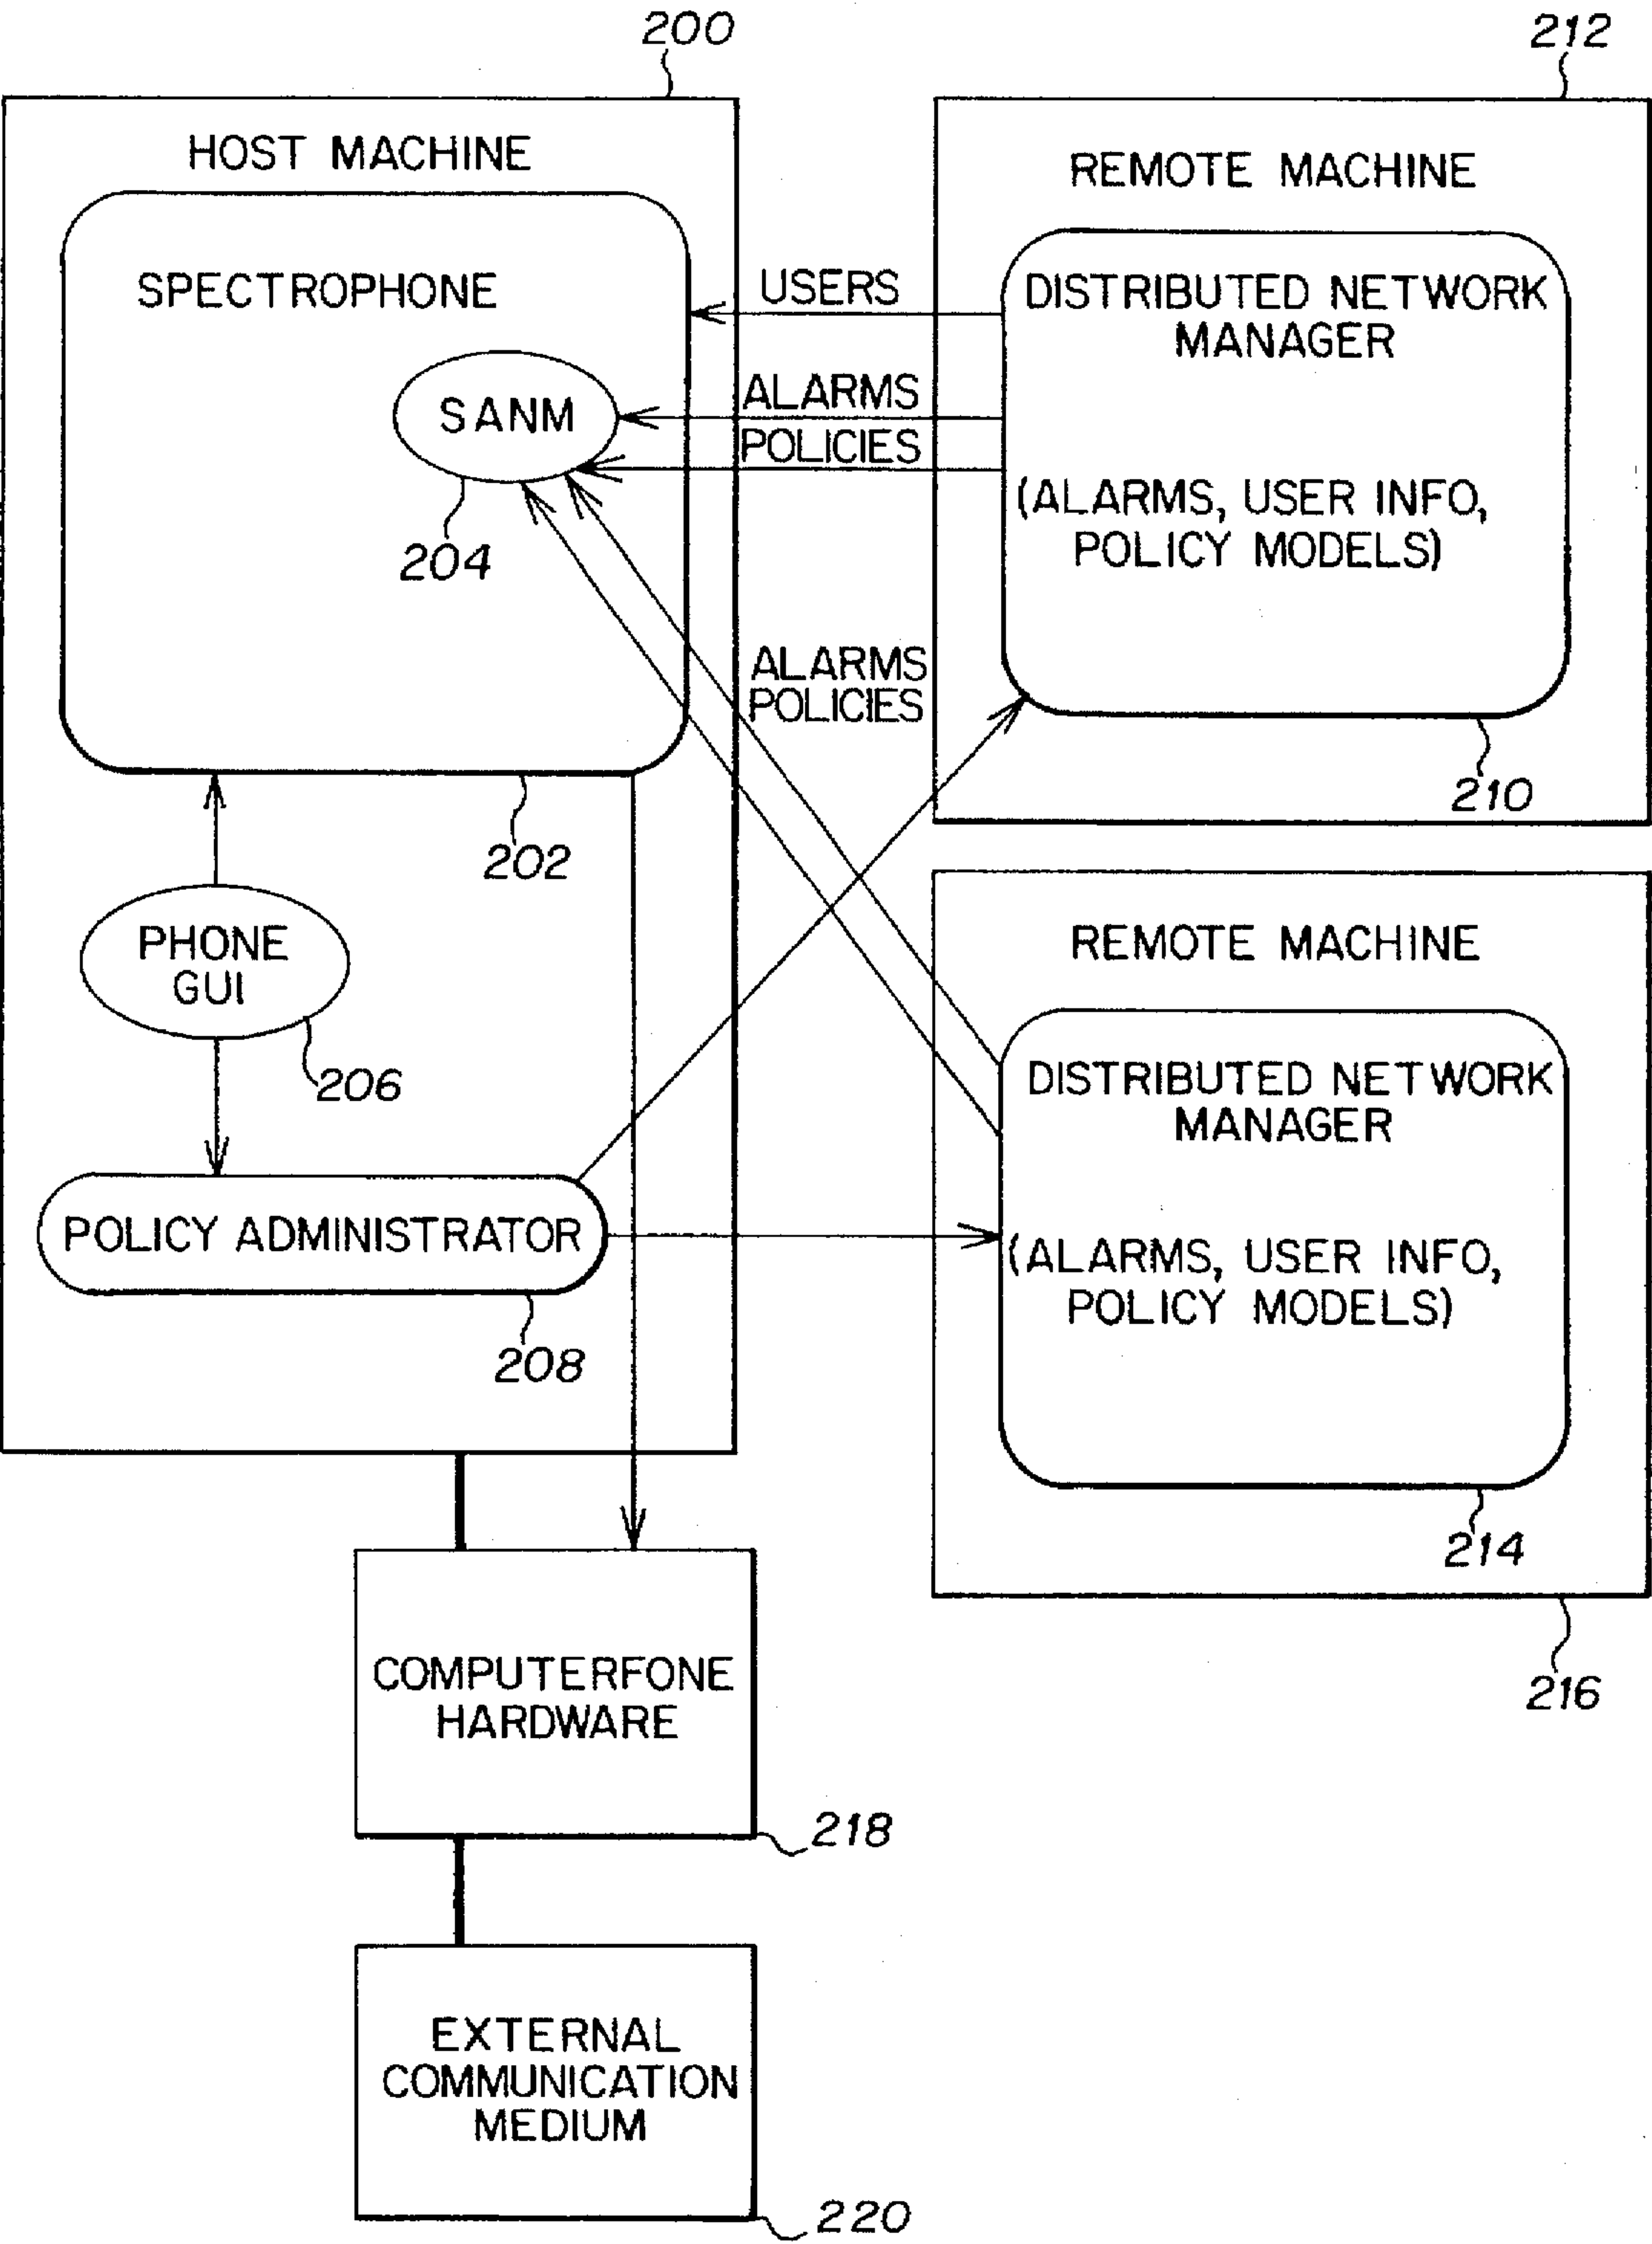 200
212
HOST MACHINE
REMOTE MACHINE
SPECTROPHONE
USERS
DISTRIBUTED NETWORK
MANAGER
SANM
ALARMS
POLICIES
(ALARMS, USER INFO,
POLICY MODELS)
204
ALARMS
POLICIES
210
202
PHONE
GUI
REMOTE MACHINE
206
DISTRIBUTED NETWORK
MANAGER
POLICY ADMINISTRATOR
(ALARMS, USER INFO,
POLICY MODELS)
208
214
COMPUTERFONE
HARDWARE
216
218
EXTERNAL
COMMUNICATION
MEDIUM
220